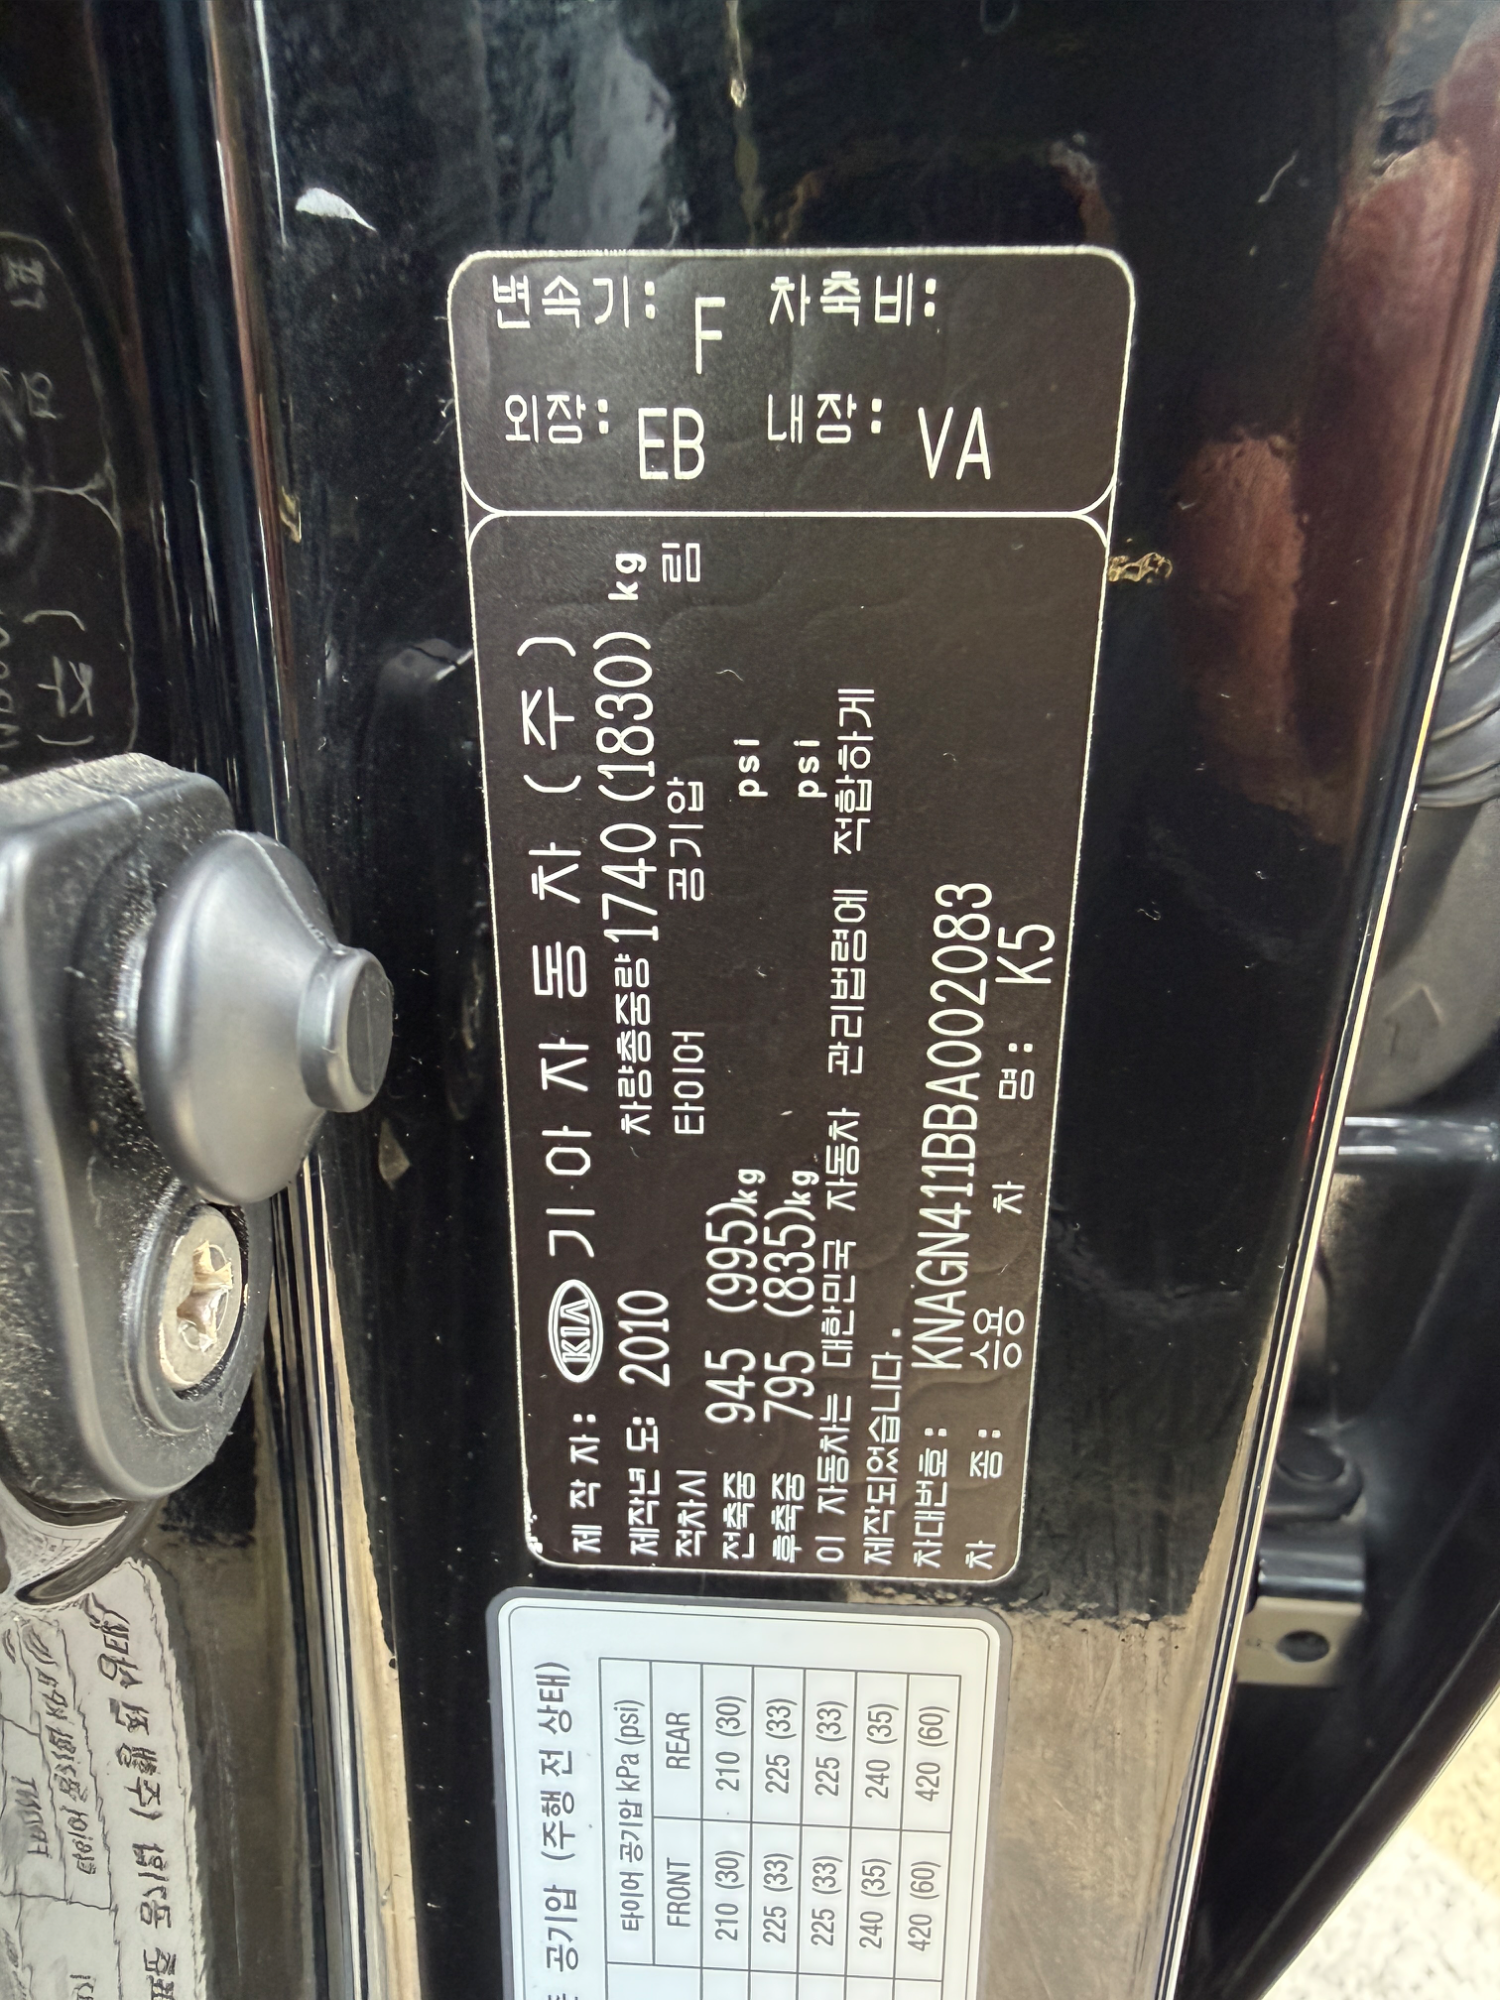 변속기: F 차축비:
외장: EB 내장: VA
제 작 자: KIA 기 아 자 동 차 (주)
제작년 도: 2010 차량총중량 1740 (1830) kg
적차시 타이어 공기압 림
전축중 945 (995)kg psi
후축중 795 (835)kg psi
이 자동차는 대한민국 자동차 관리법령에 적합하게
제작되었습니다.
차대번호: KNAGN411BBA002083
차 종: 승용 차 명: K5
공기압 (주행 전 상태)
타이어 공기압 kPa (psi)
FRONT REAR
210 (30) 210 (30)
225 (33) 225 (33)
225 (33) 225 (33)
240 (35) 240 (35)
420 (60) 420 (60)